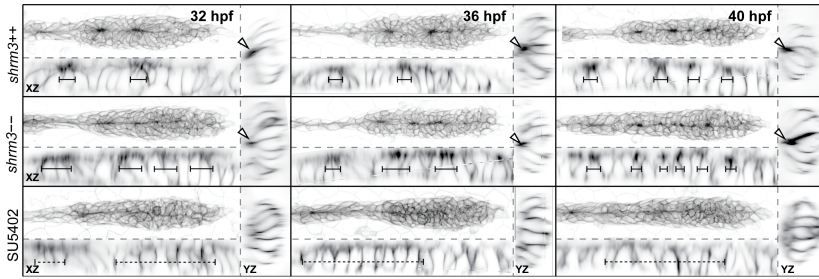 32 hpf
36 hpf
40 hpf
shrm3++
XZ
shrm3--
XZ
SU5402
XZ
YZ
YZ
YZ